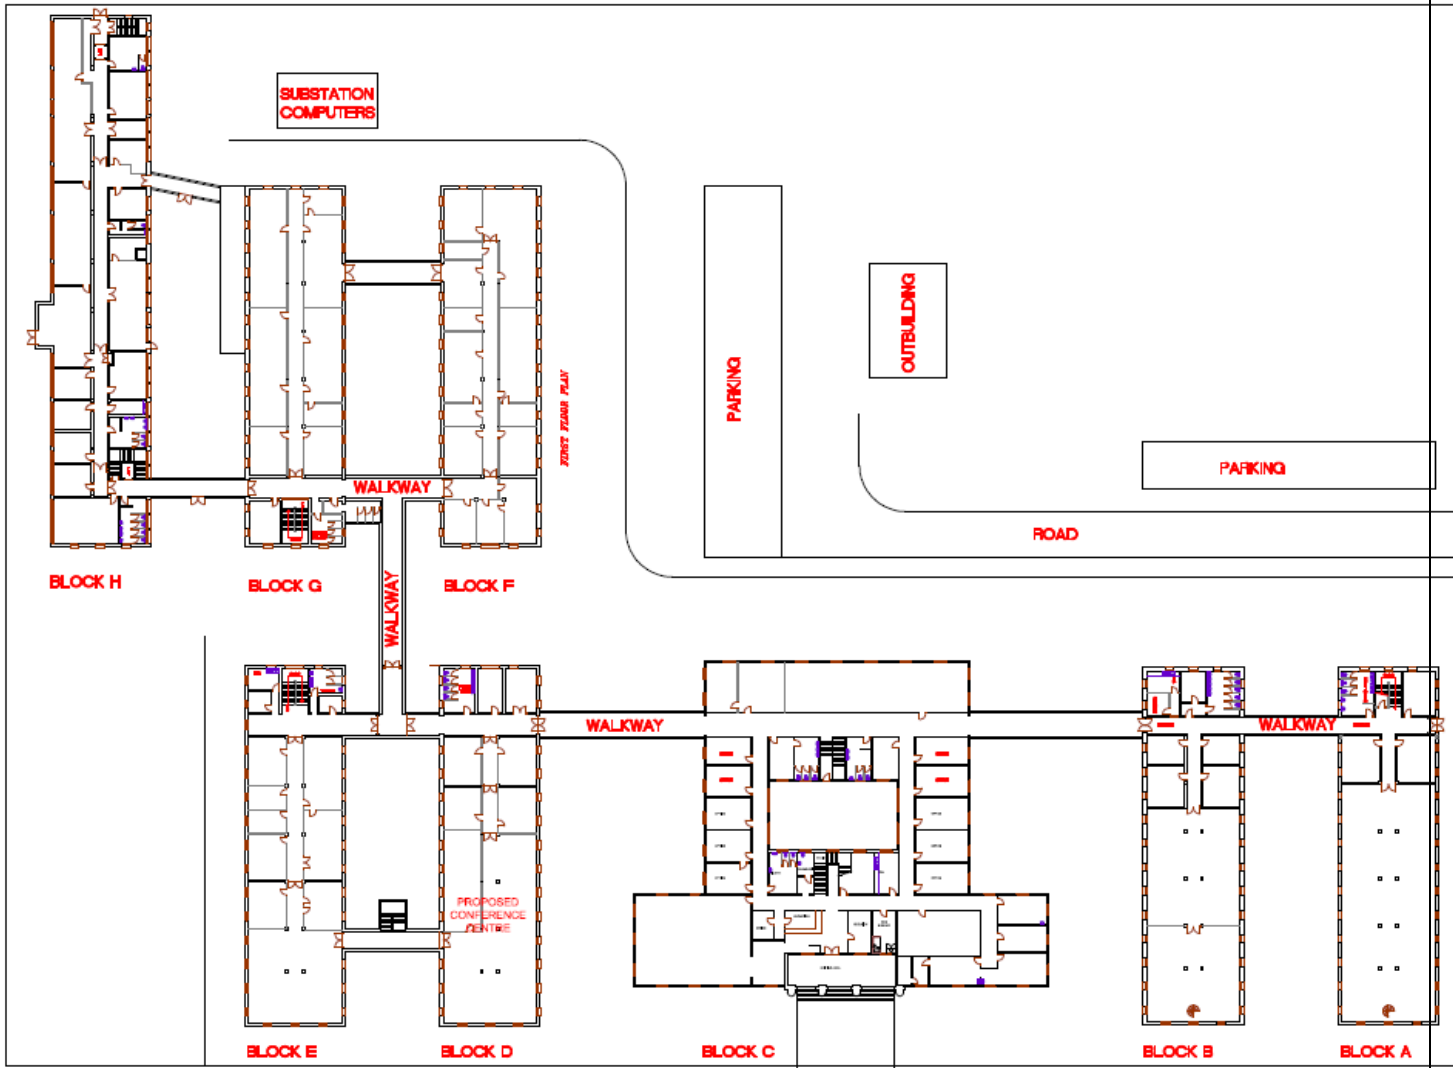 SUBSTATION
COMPUTERS
OUTBUILDING
PARKING
FIRST FLOOR PLAN
PARKING
WALKWAY
ROAD
BLOCK H
BLOCK G
BLOCK F
WALKWAY
WALKWAY
WALKWAY
PROPOSED
CONFERENCE
CENTRE
BLOCK E
BLOCK D
BLOCK C
BLOCK B
BLOCK A